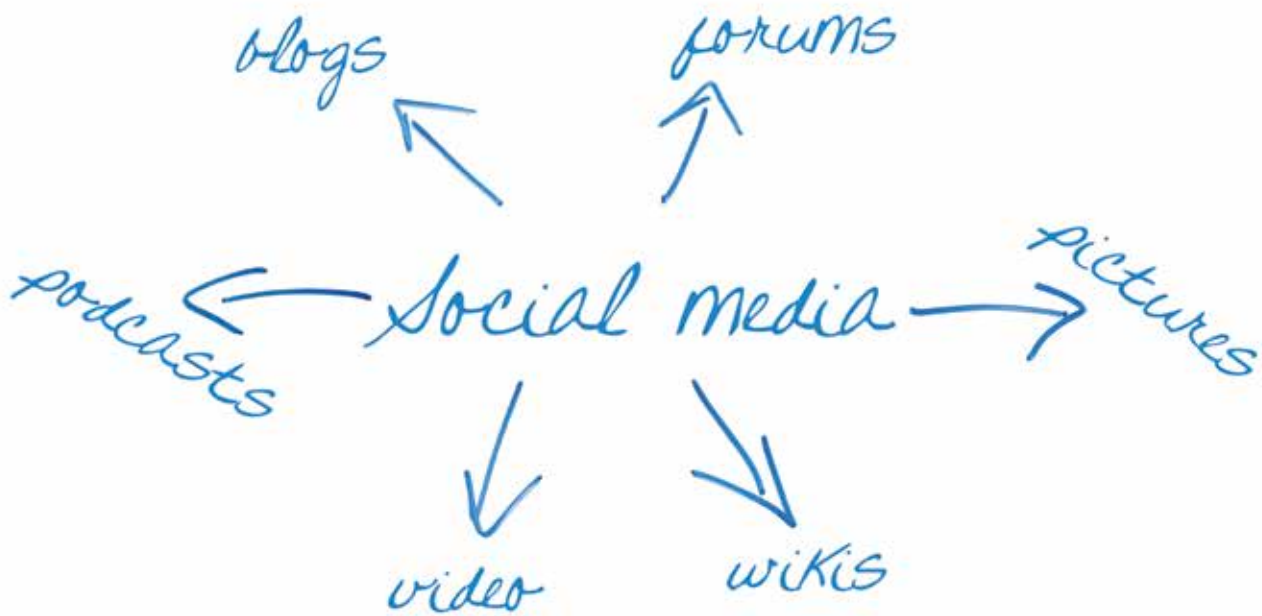 blogs
forums
podcasts
social media
pictures
video
wikis